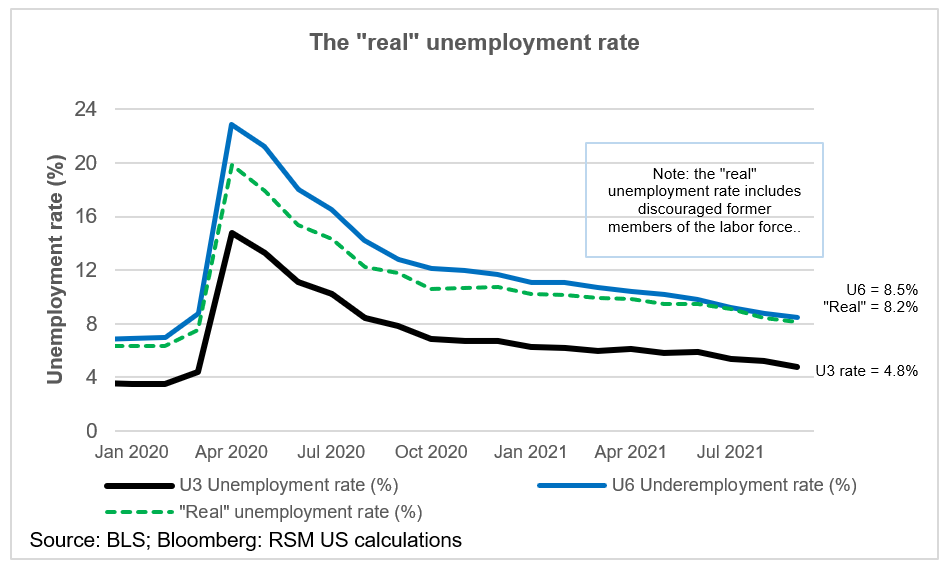 The "real" unemployment rate
Unemployment rate (%)
24
20
16
12
8
4
0
Note: the "real"
unemployment rate includes
discouraged former
members of the labor force..
U6 = 8.5%
"Real" = 8.2%
U3 rate = 4.8%
Jan 2020 Apr 2020 Jul 2020 Oct 2020 Jan 2021 Apr 2021 Jul 2021
U3 Unemployment rate (%) U6 Underemployment rate (%)
"Real" unemployment rate (%)
Source: BLS; Bloomberg: RSM US calculations